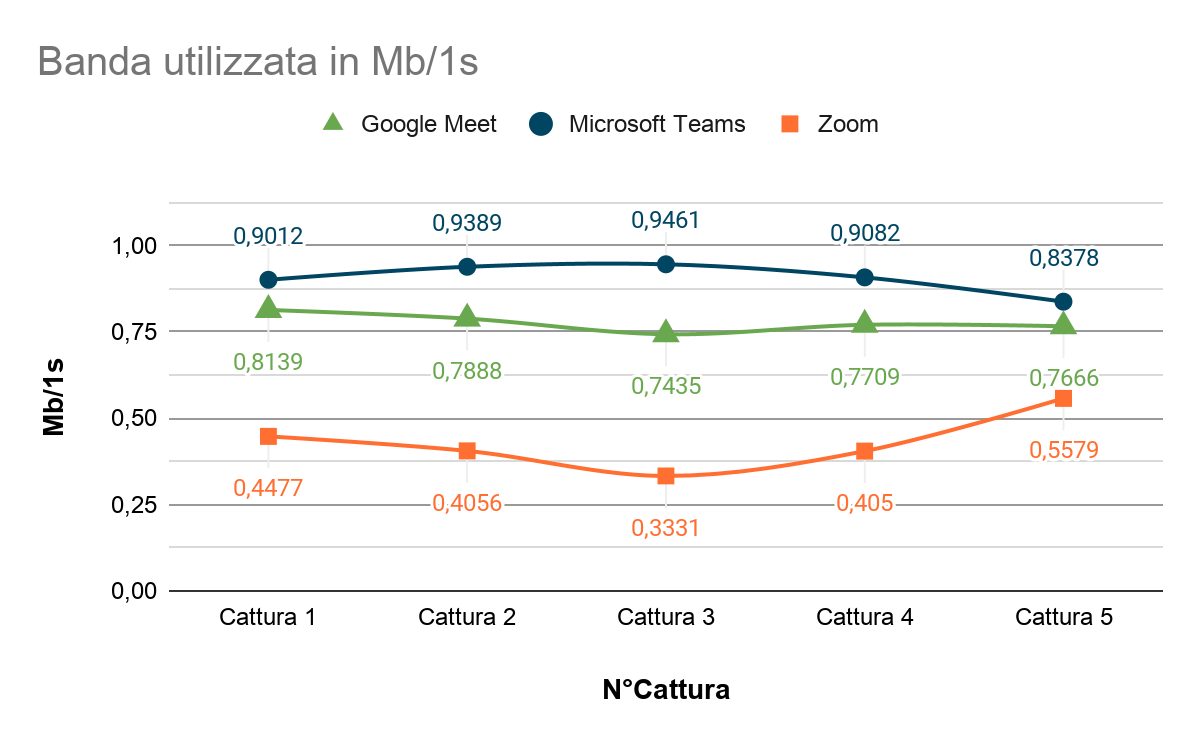 Banda utilizzata in Mb/1s
Google Meet Microsoft Teams Zoom
Mb/1s
1,00
0,75
0,50
0,25
0,00
0,9012 0,9389 0,9461 0,9082 0,8378
0,8139 0,7888 0,7435 0,7709 0,7666
0,4477 0,4056 0,3331 0,405 0,5579
Cattura 1 Cattura 2 Cattura 3 Cattura 4 Cattura 5
N°Cattura